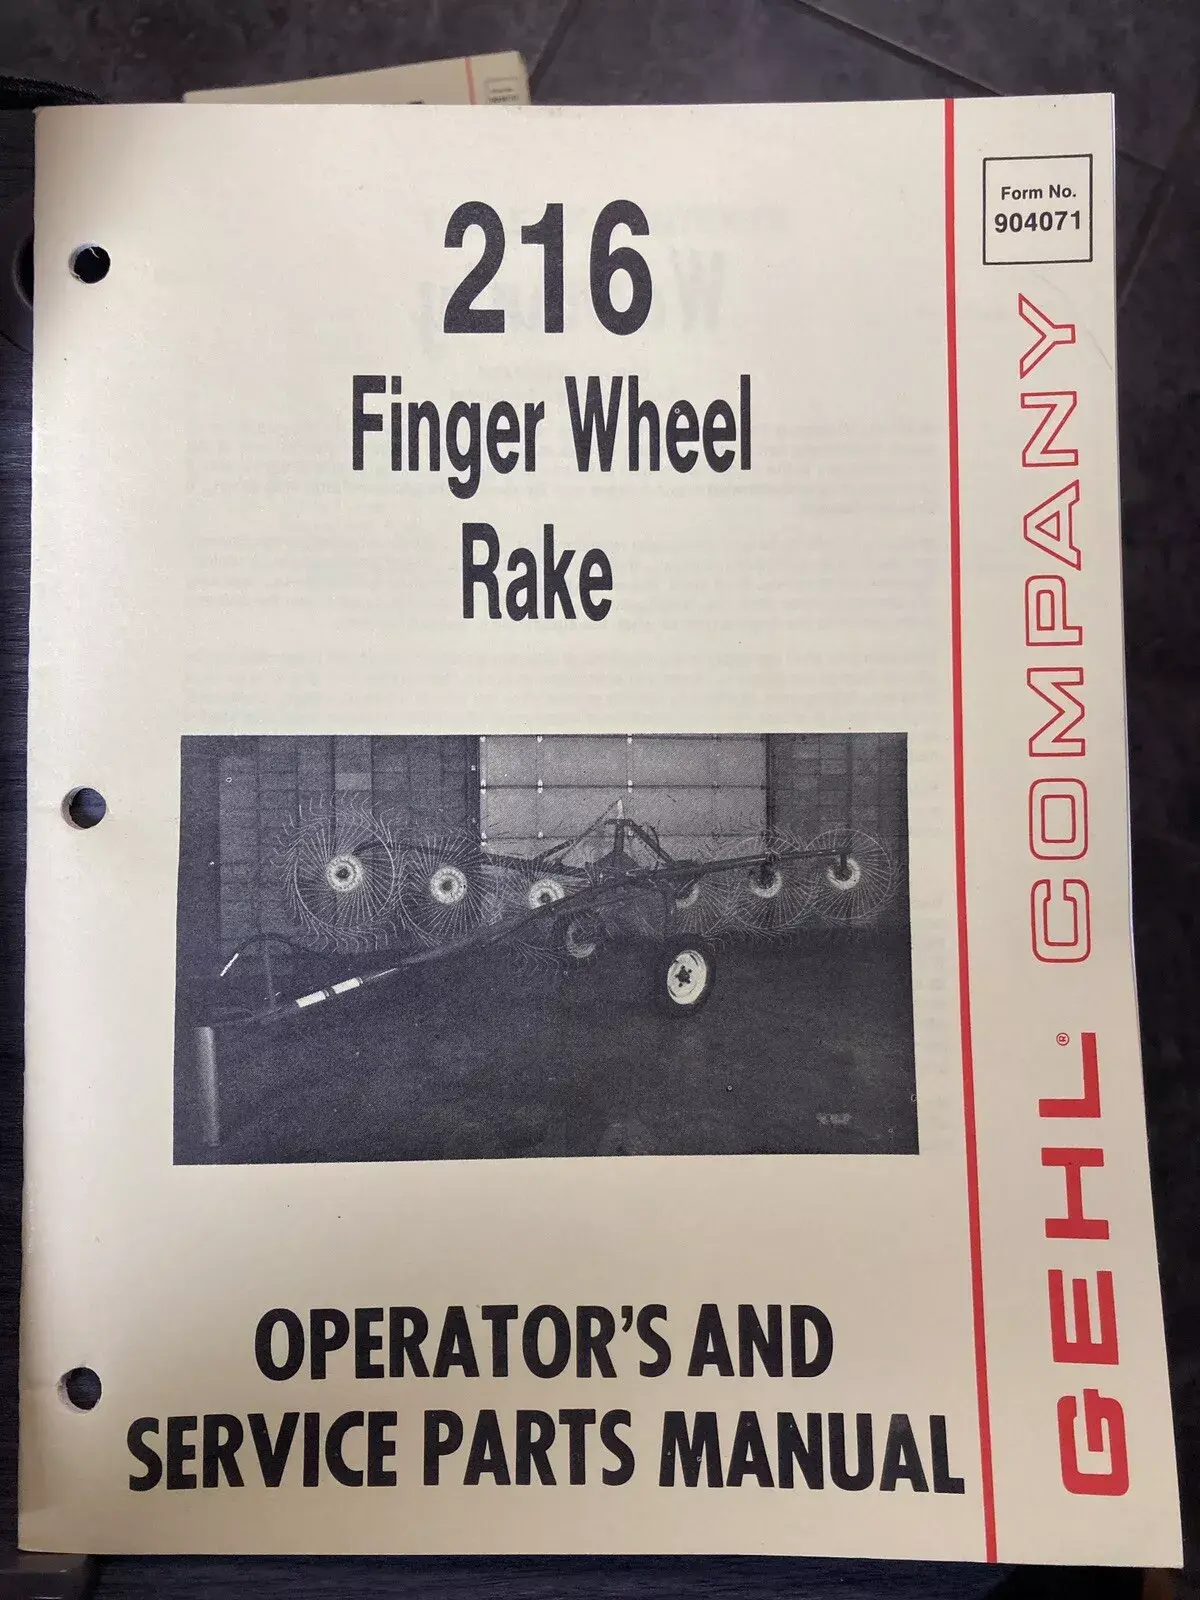 216
Finger Wheel
Rake
OPERATOR'S AND
SERVICE PARTS MANUAL
Form No.
904071
GEHL® COMPANY